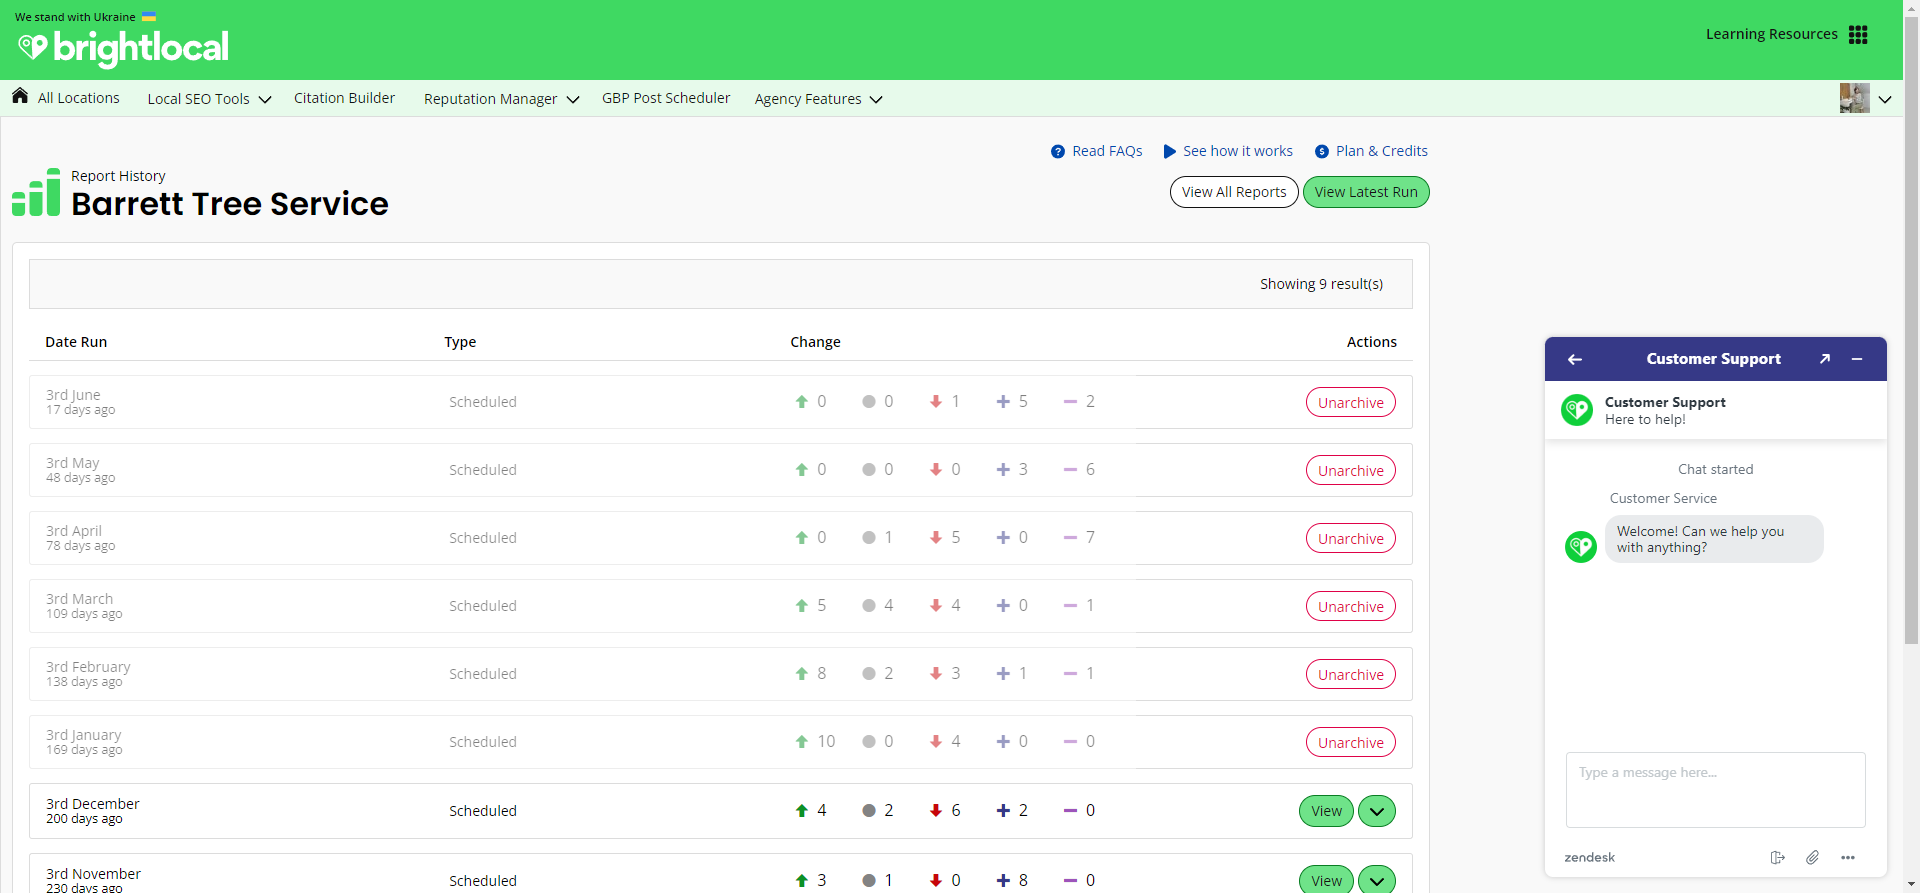 We stand with Ukraine
brightlocal
Learning Resources
All Locations
Local SEO Tools
Citation Builder
Reputation Manager
GBP Post Scheduler
Agency Features
Read FAQs
See how it works
Plan & Credits
Report History
Barrett Tree Service
View All Reports
View Latest Run
Showing 9 result(s)
Date Run Type Change Actions
3rd June
17 days ago
Scheduled 0 0 1 5 2 Unarchive
3rd May
48 days ago
Scheduled 0 0 0 3 6 Unarchive
3rd April
78 days ago
Scheduled 0 1 5 0 7 Unarchive
3rd March
109 days ago
Scheduled 5 4 4 0 1 Unarchive
3rd February
138 days ago
Scheduled 8 2 3 1 1 Unarchive
3rd January
169 days ago
Scheduled 10 0 4 0 0 Unarchive
3rd December
200 days ago
Scheduled 4 2 6 2 0 View
3rd November
230 days ago
Scheduled 3 1 0 8 0 View
Customer Support
Customer Support
Here to help!
Chat started
Customer Service
Welcome! Can we help you
with anything?
Type a message here...
zendesk